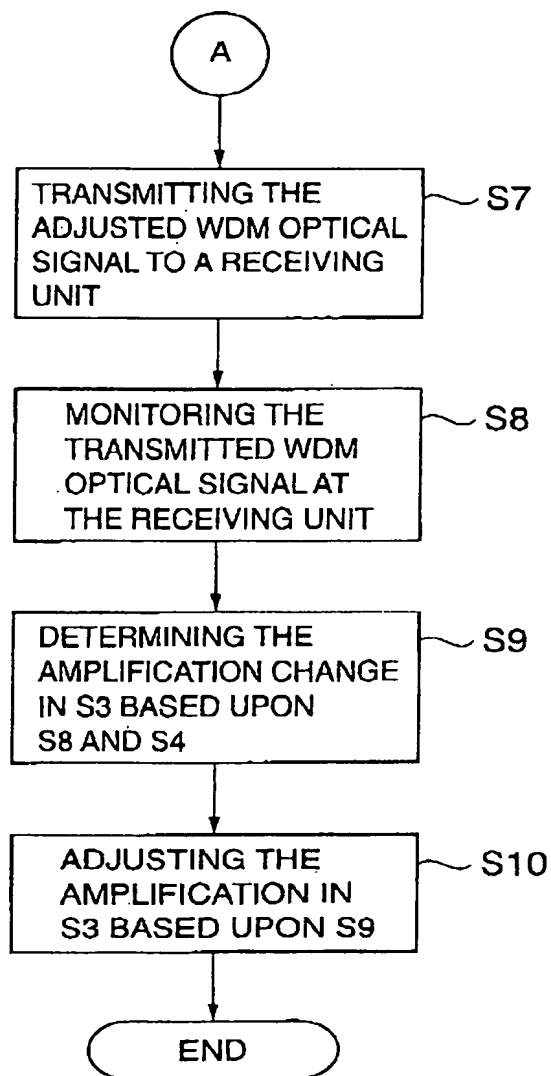 A
TRANSMITTING THE
ADJUSTED WDM OPTICAL
SIGNAL TO A RECEIVING
UNIT
S7
MONITORING THE
TRANSMITTED WDM
OPTICAL SIGNAL AT
THE RECEIVING UNIT
S8
DETERMINING THE
AMPLIFICATION CHANGE
IN S3 BASED UPON
S8 AND S4
S9
ADJUSTING THE
AMPLIFICATION IN
S3 BASED UPON S9
S10
END